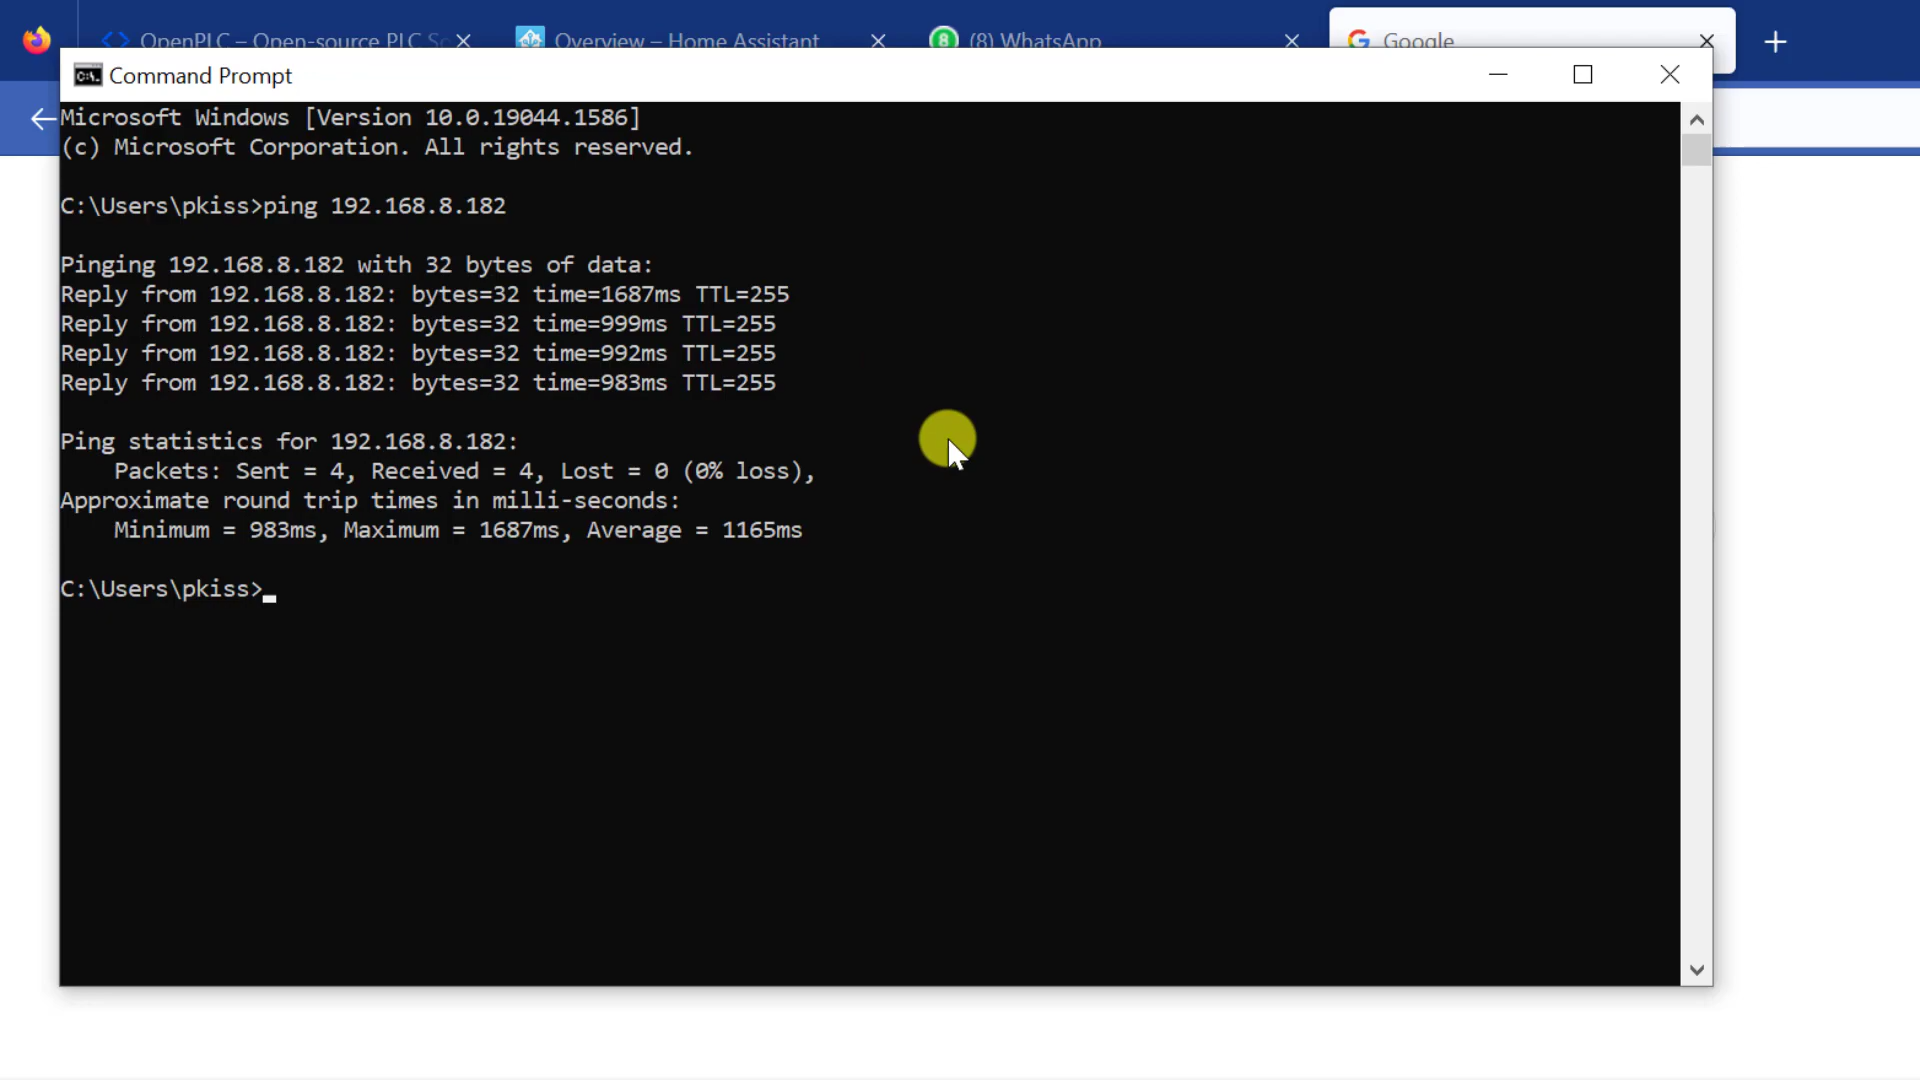 OpenPLC – Open-source PLC Sc
Overview – Home Assistant
8
(8) WhatsApp
Google
C:\.
Command Prompt
Microsoft Windows [Version 10.0.19044.1586]
(c) Microsoft Corporation. All rights reserved.
C:\Users\pkiss>ping 192.168.8.182
Pinging 192.168.8.182 with 32 bytes of data:
Reply from 192.168.8.182: bytes=32 time=1687ms TTL=255
Reply from 192.168.8.182: bytes=32 time=999ms TTL=255
Reply from 192.168.8.182: bytes=32 time=992ms TTL=255
Reply from 192.168.8.182: bytes=32 time=983ms TTL=255
Ping statistics for 192.168.8.182:
Packets: Sent = 4, Received = 4, Lost = 0 (0% loss),
Approximate round trip times in milli-seconds:
Minimum = 983ms, Maximum = 1687ms, Average = 1165ms
C:\Users\pkiss>